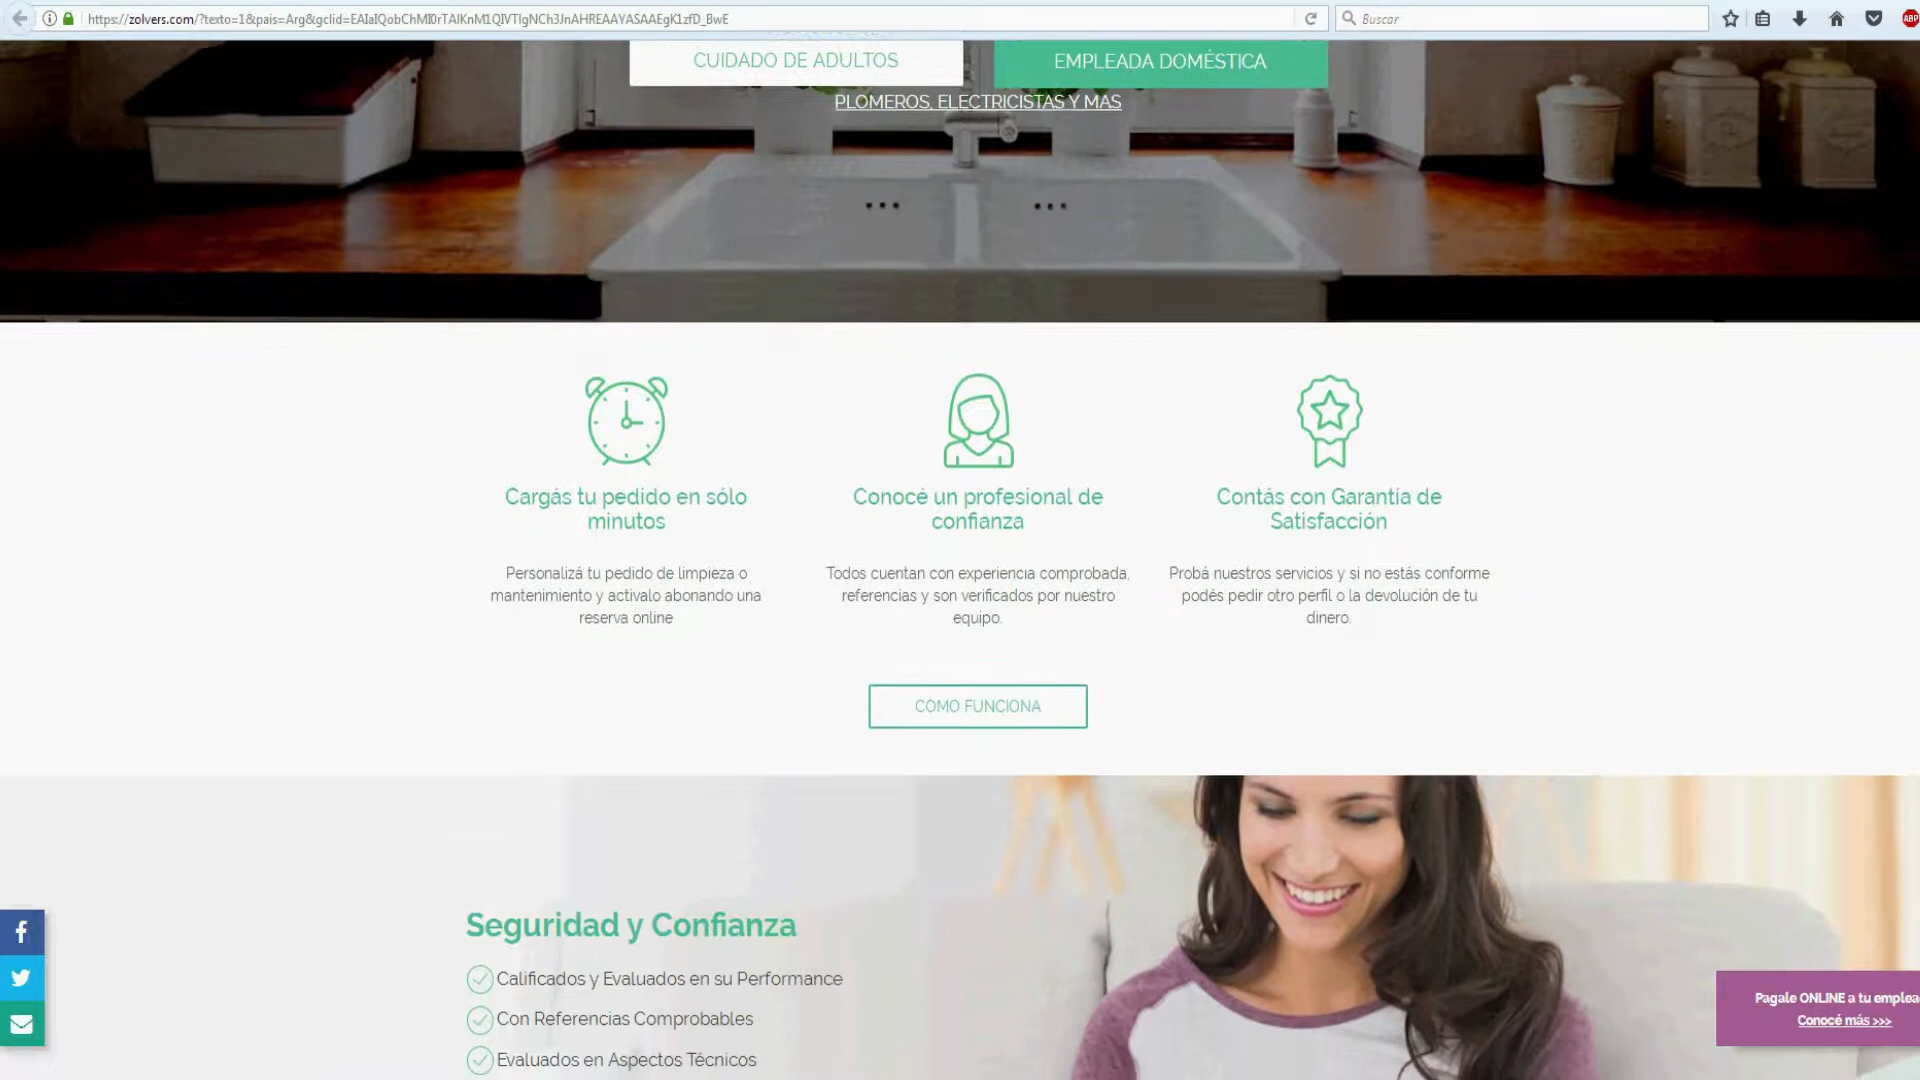 https://zolvers.com/?texto=1&pais=Arg&gclid=EAIaIQobChMI0rTAlKnM1QIVTIgNCh3JnAHREAAYASAAEgK1zfD_BwE
Buscar
ABP
CUIDADO DE ADULTOS
EMPLEADA DOMÉSTICA
PLOMEROS, ELECTRICISTAS Y MAS
Cargás tu pedido en sólo
minutos
Personalizá tu pedido de limpieza o
mantenimiento y activalo abonando una
reserva online
Conocé un profesional de
confianza
Todos cuentan con experiencia comprobada,
referencias y son verificados por nuestro
equipo.
Contás con Garantía de
Satisfacción
Probá nuestros servicios y si no estás conforme
podés pedir otro perfil o la devolución de tu
dinero.
COMO FUNCIONA
Seguridad y Confianza
Calificados y Evaluados en su Performance
Con Referencias Comprobables
Evaluados en Aspectos Técnicos
Pagale ONLINE a tu emplea
Conocé más >>>